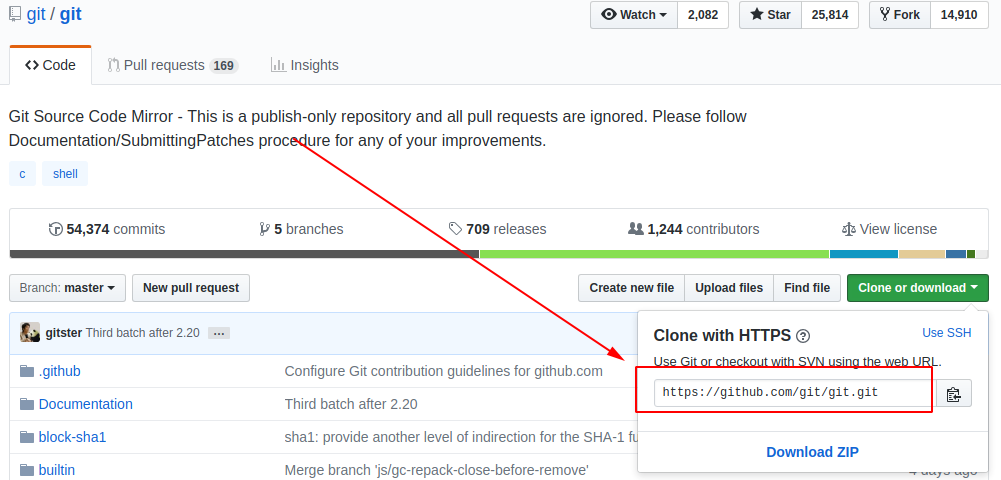 git / git
Watch 2,082 Star 25,814 Fork 14,910
Code Pull requests 169 Insights
Git Source Code Mirror - This is a publish-only repository and all pull requests are ignored. Please follow
Documentation/SubmittingPatches procedure for any of your improvements.
c shell
54,374 commits 5 branches 709 releases 1,244 contributors View license
Branch: master New pull request Create new file Upload files Find file Clone or download
gitster Third batch after 2.20 ...
.github Configure Git contribution guidelines for github.com
Documentation Third batch after 2.20
block-sha1 sha1: provide another level of indirection for the SHA-1 fu
builtin Merge branch 'js/gc-repack-close-before-remove' 4 days ago
Clone with HTTPS ?
Use SSH
Use Git or checkout with SVN using the web URL.
https://github.com/git/git.git
Download ZIP